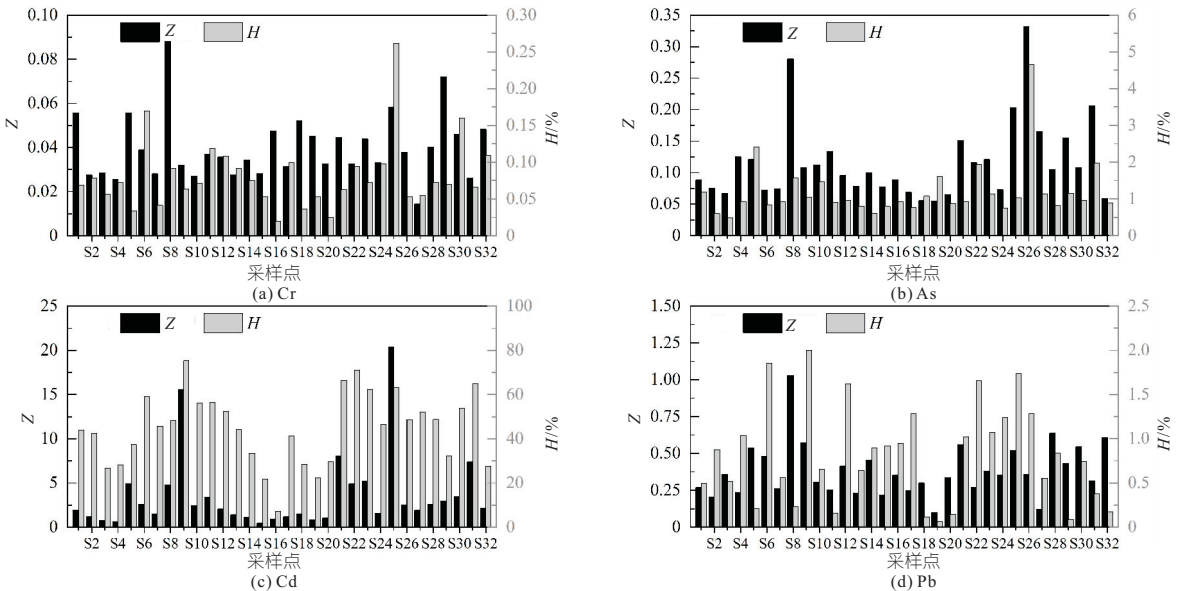 0.10 0.30
Z H
0.08 0.25
0.20
0.06
Z 0.15 H/%
0.04
0.10
0.02 0.05
0 0
S2 S4 S6 S8 S10 S12 S14 S16 S18 S20 S22 S24 S26 S28 S30 S32
采样点
(a) Cr
0.35 6
Z H
0.30 5
0.25 4
0.20
Z 3 H/%
0.15
0.10 2
0.05 1
0 0
S2 S4 S6 S8 S10 S12 S14 S16 S18 S20 S22 S24 S26 S28 S30 S32
采样点
(b) As
25 100
Z H
20 80
15 60
Z H/%
10 40
5 20
0 0
S2 S4 S6 S8 S10 S12 S14 S16 S18 S20 S22 S24 S26 S28 S30 S32
采样点
(c) Cd
1.50 2.5
Z H
1.25 2.0
1.00 1.5
Z 0.75 H/%
1.0
0.50
0.25 0.5
0 0
S2 S4 S6 S8 S10 S12 S14 S16 S18 S20 S22 S24 S26 S28 S30 S32
采样点
(d) Pb